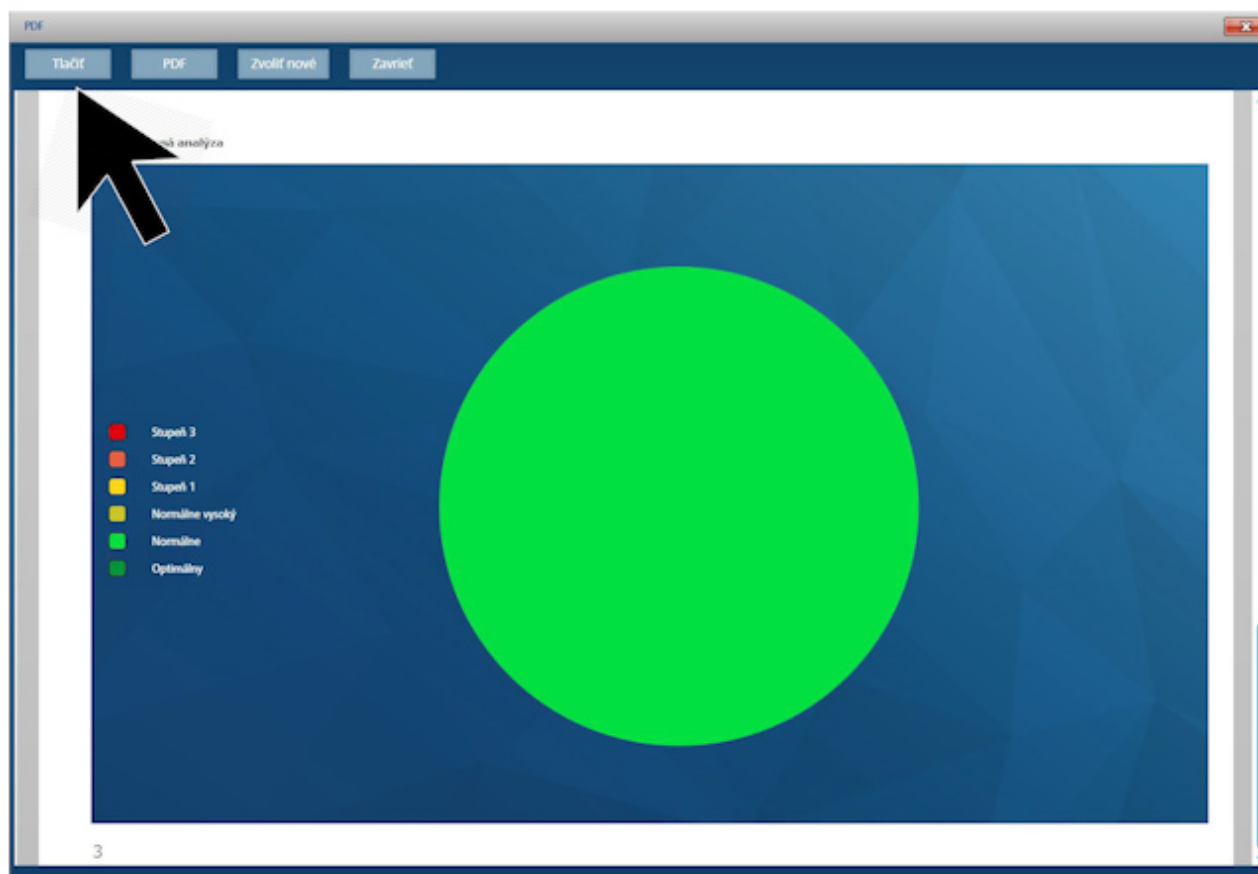 PDF
Tlačiť PDF Zvoliť nové Zavrieť
analýza
Stupeň 3
Stupeň 2
Stupeň 1
Normálne vysoký
Normálne
Optimálny
3